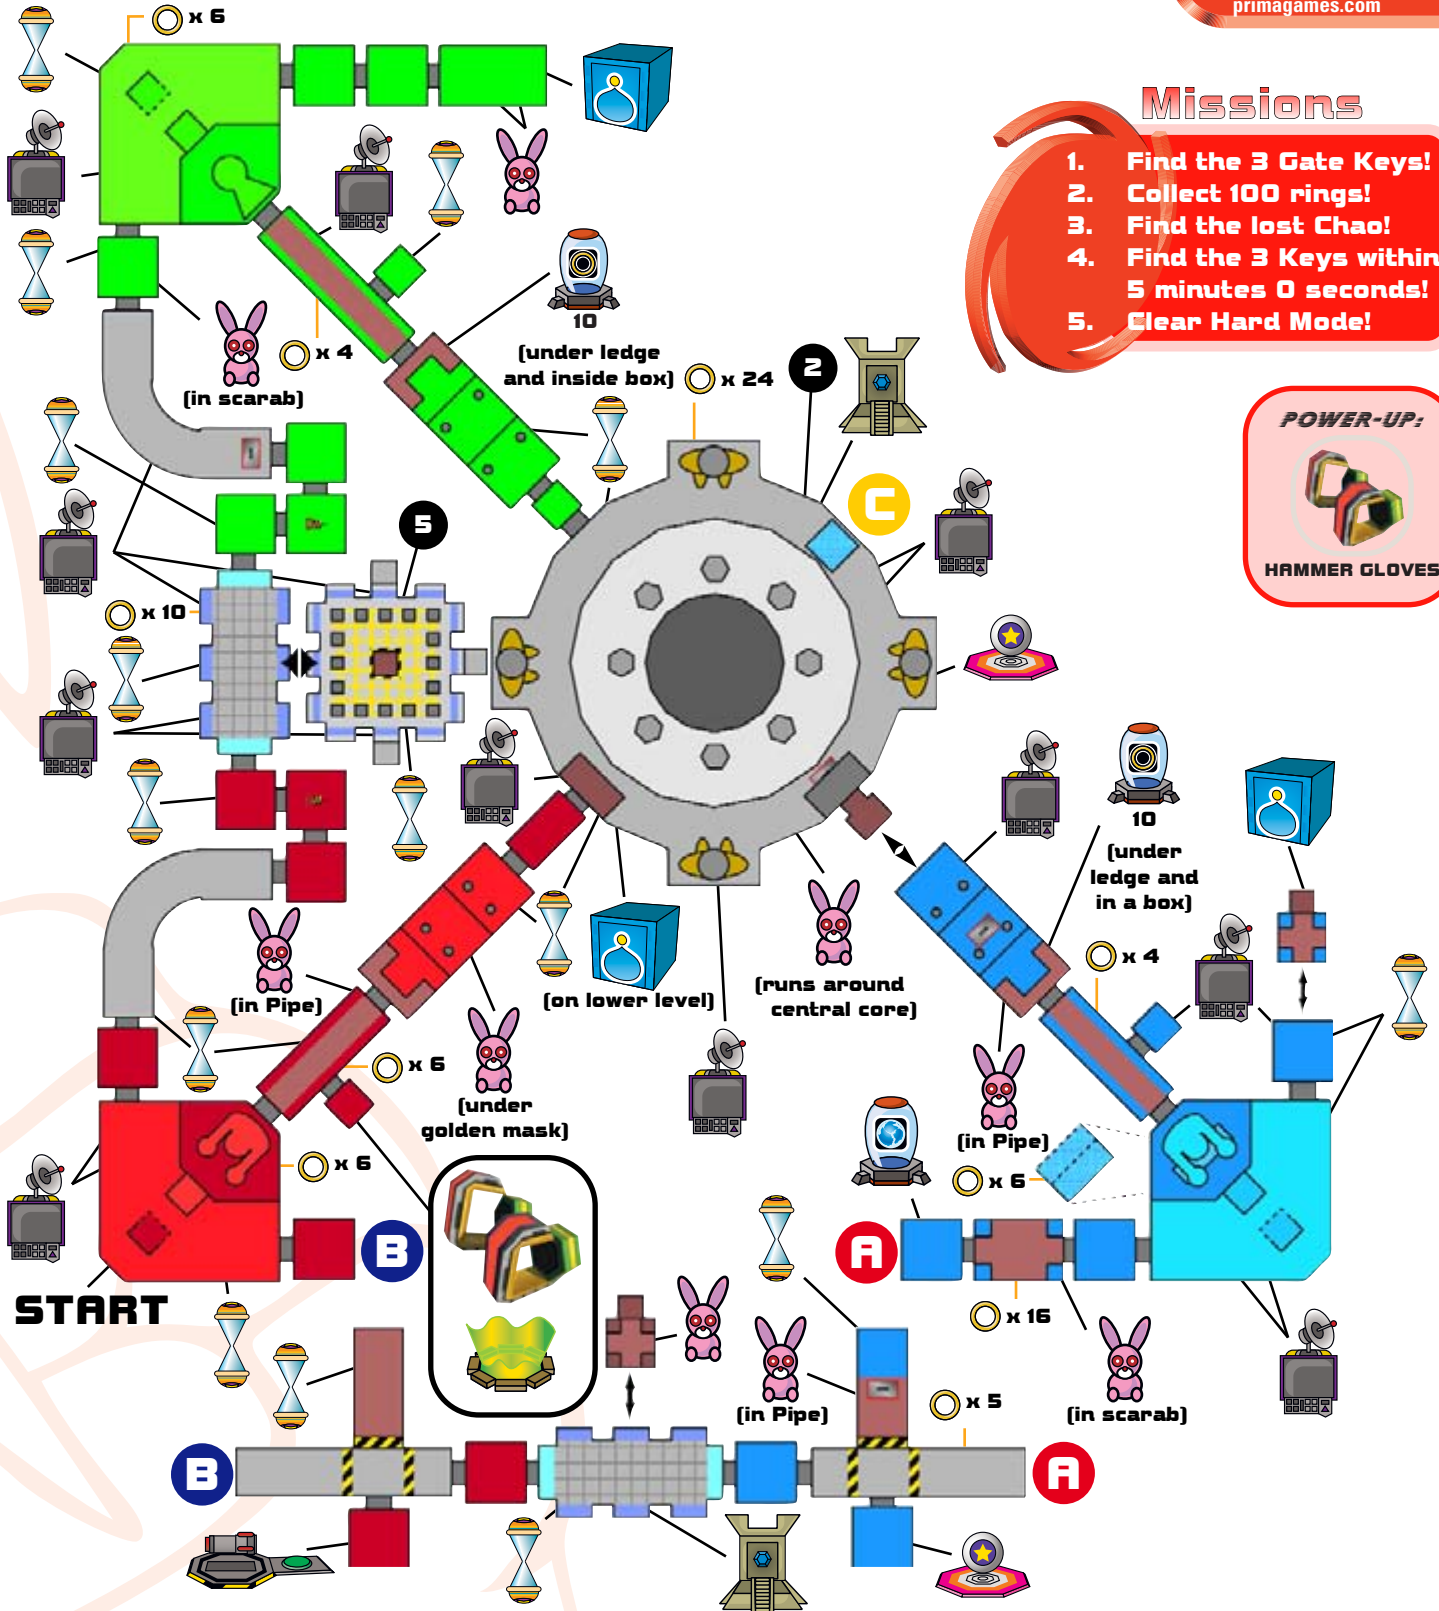 primagames.com
x 6
Missions
1. Find the 3 Gate Keys!
2. Collect 100 rings!
3. Find the lost Chao!
4. Find the 3 Keys within
5 minutes 0 seconds!
5. Clear Hard Mode!
10
(under ledge
and inside box)
x 4
x 24
2
(in scarab)
C
POWER-UP:
HAMMER GLOVES
5
x 10
10
(under
ledge and
in a box)
x 4
(in Pipe)
(on lower level)
(runs around
central core)
x 6
(under
golden mask)
(in Pipe)
x 6
x 6
B
A
START
x 16
x 5
(in Pipe)
(in scarab)
B
A